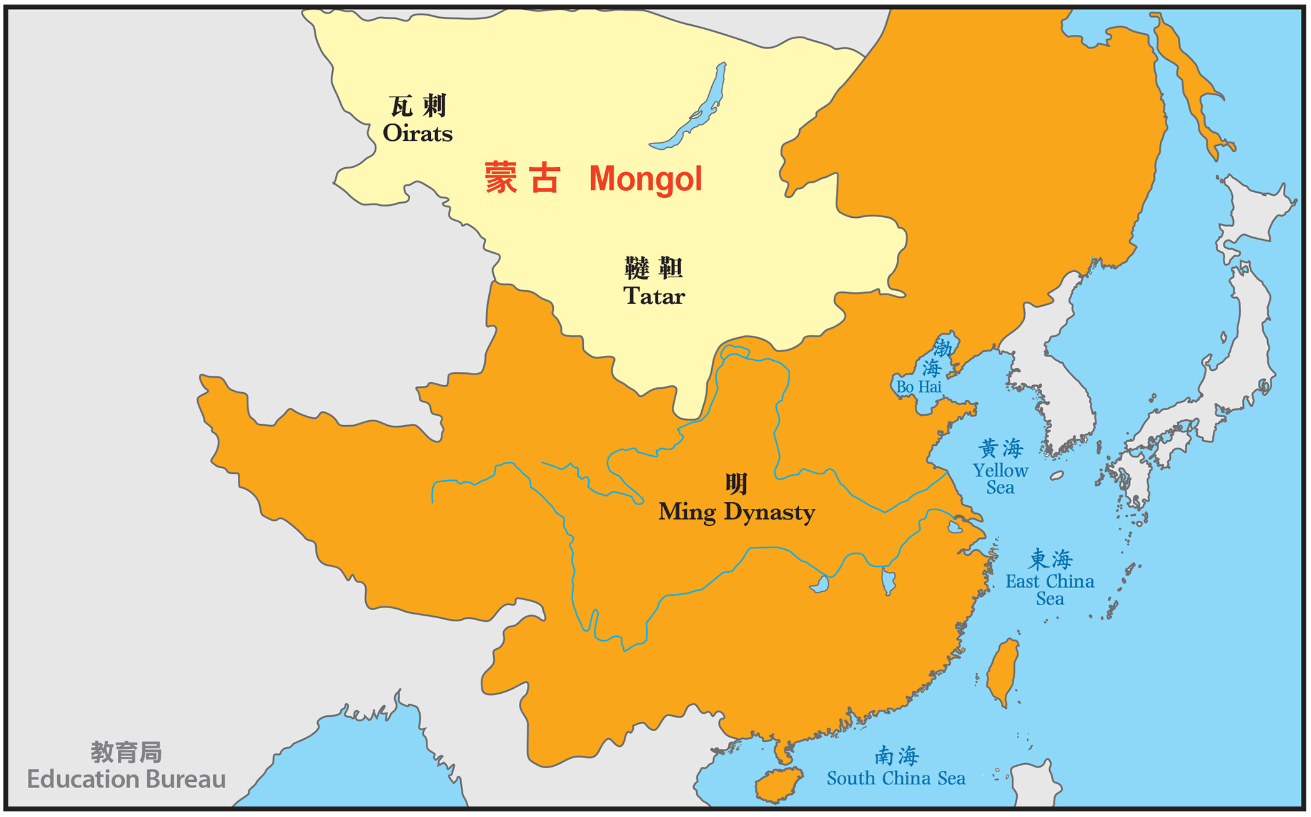 瓦剌
Oirats
蒙古 Mongol
韃靼
Tatar
渤
海
Bo Hai
黃海
Yellow
Sea
明
Ming Dynasty
東海
East China
Sea
南海
South China Sea
教育局
Education Bureau